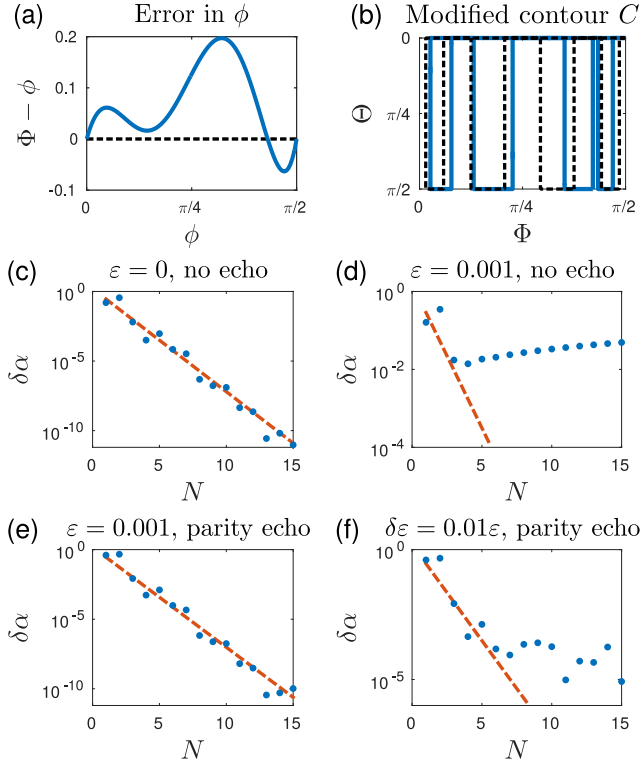 (a) Error in ϕ
0.2
0.1
0
-0.1
Φ − ϕ
0 π/4 π/2
ϕ
(b) Modified contour C
0
π/4
π/2
Θ
0 π/4 π/2
Φ
(c) ε = 0, no echo
10^0
10^-5
10^-10
δα
0 5 10 15
N
(d) ε = 0.001, no echo
10^0
10^-2
10^-4
δα
0 5 10 15
N
(e) ε = 0.001, parity echo
10^0
10^-5
10^-10
δα
0 5 10 15
N
(f) δε = 0.01ε, parity echo
10^0
10^-5
δα
0 5 10 15
N